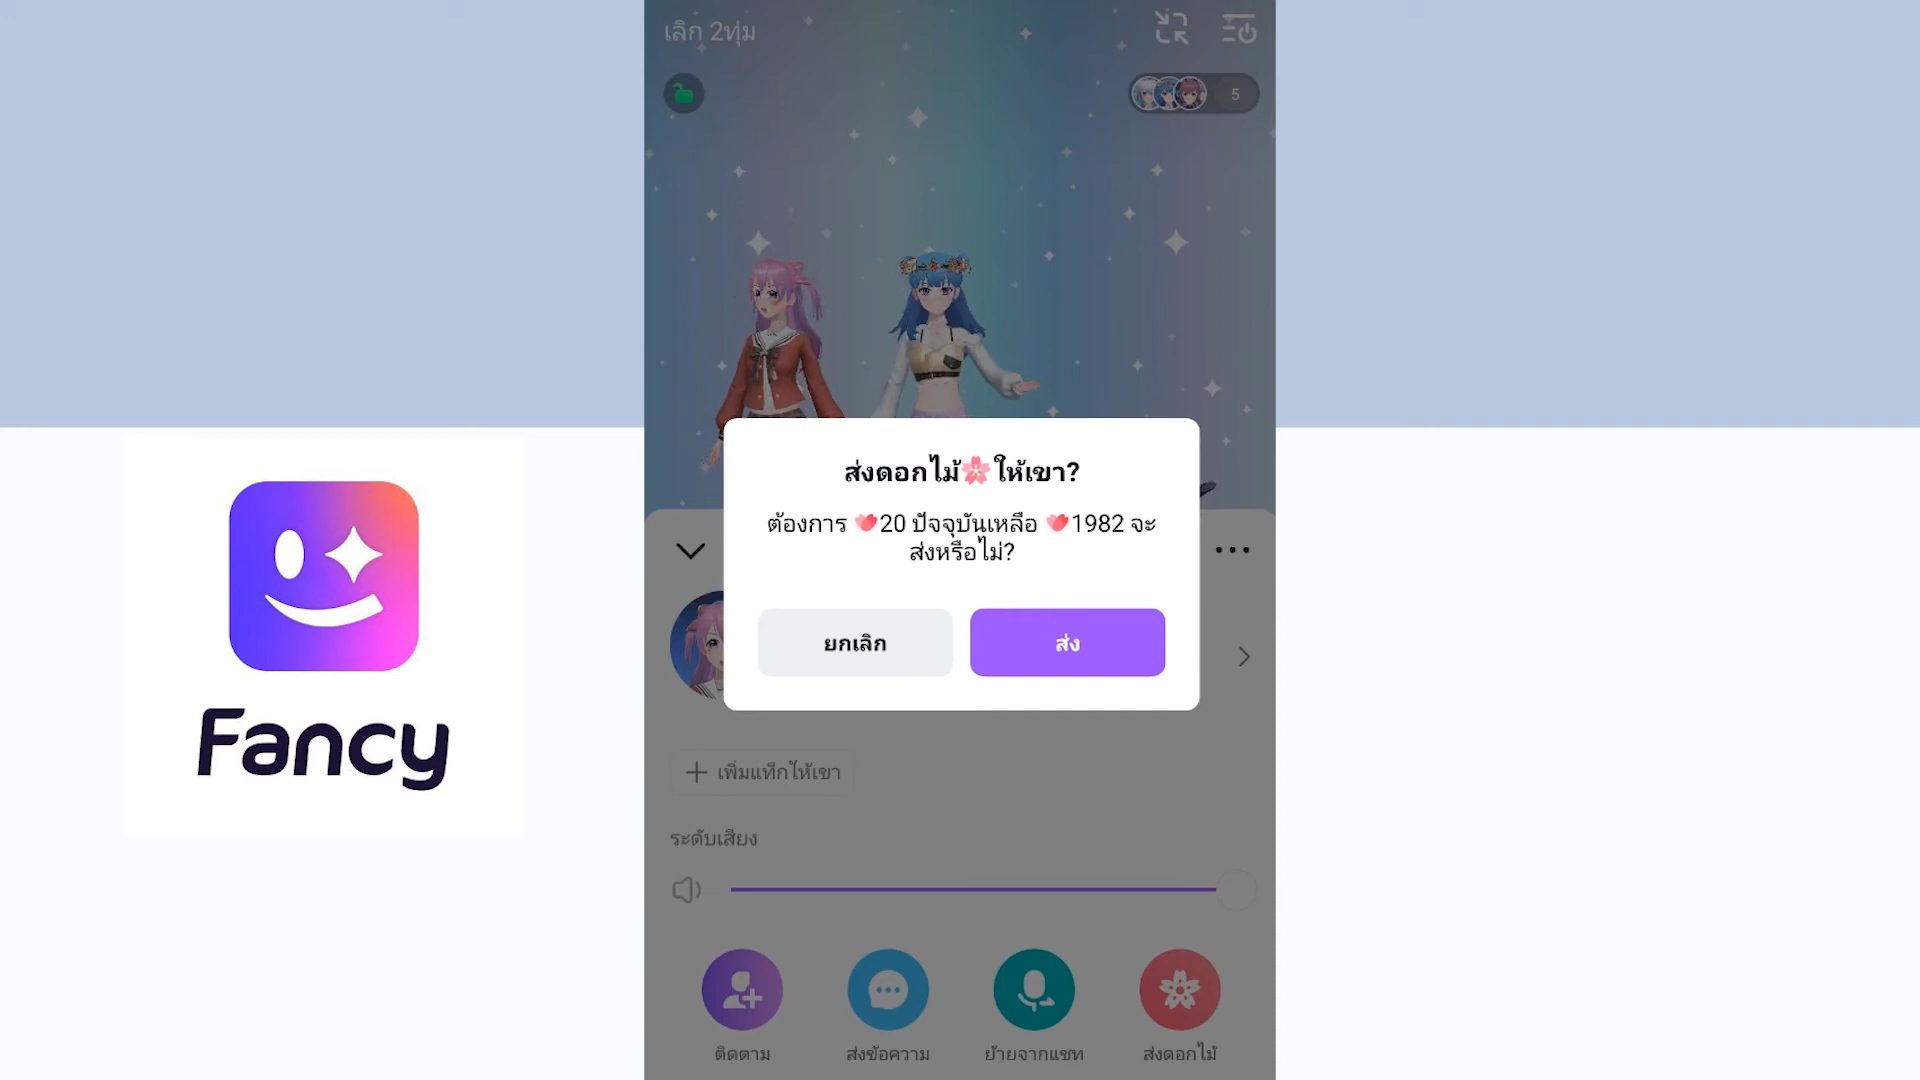 เลิก 2ทุ่ม
5
ส่งดอกไม้🌸ให้เขา?
ต้องการ 20 ปัจจุบันเหลือ 1982 จะ
ส่งหรือไม่?
ยกเลิก
ส่ง
Fancy
เพิ่มแท็กให้เขา
ระดับเสียง
ติดตาม
ส่งข้อความ
ย้ายจากแชท
ส่งดอกไม้